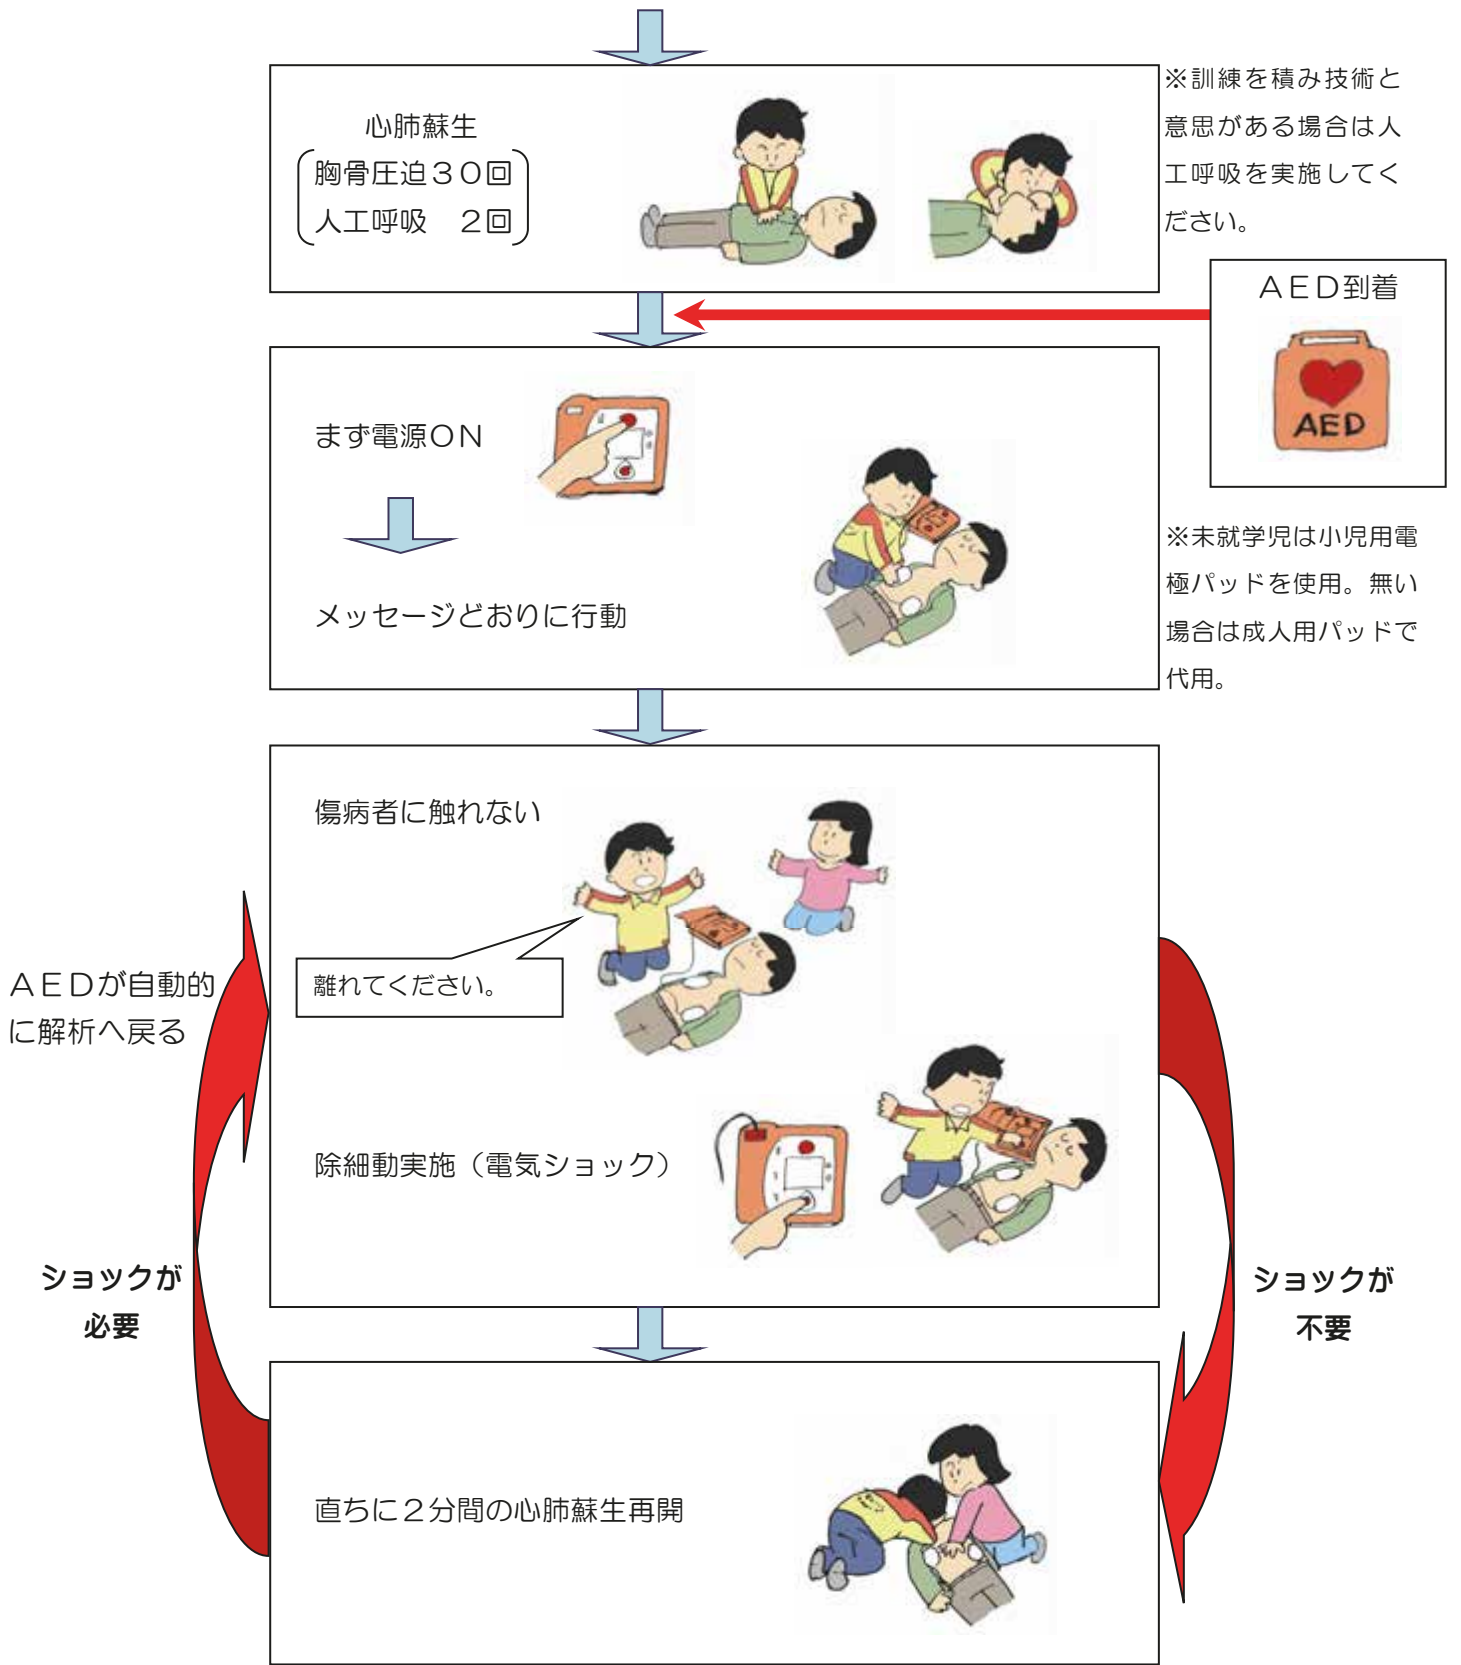 心肺蘇生
胸骨圧迫３０回
人工呼吸　２回
※訓練を積み技術と
意思がある場合は人
工呼吸を実施してく
ださい。
ＡＥＤ到着
AED
まず電源ＯＮ
メッセージどおりに行動
※未就学児は小児用電
極パッドを使用。無い
場合は成人用パッドで
代用。
傷病者に触れない
離れてください。
ＡＥＤが自動的
に解析へ戻る
除細動実施（電気ショック）
ショックが
必要
ショックが
不要
直ちに２分間の心肺蘇生再開